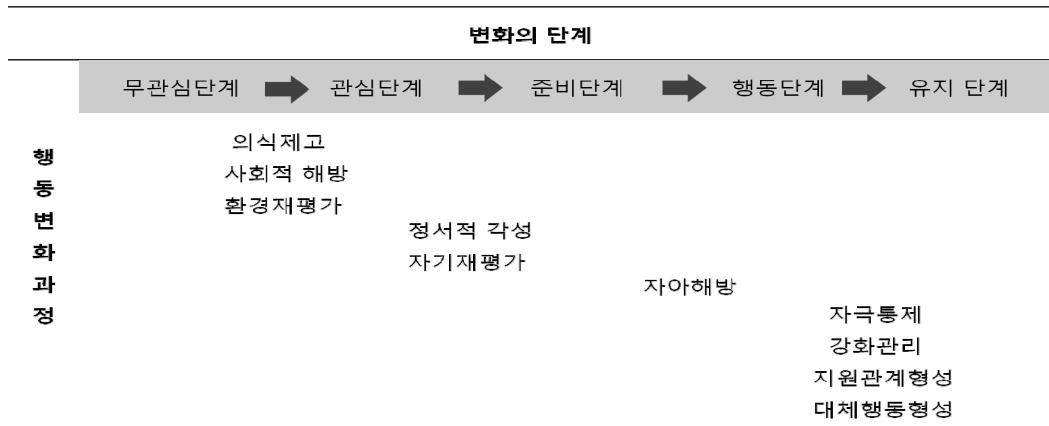 변화의 단계
무관심단계 관심단계 준비단계 행동단계 유지 단계
행동변화과정
의식제고
사회적 해방
환경재평가
정서적 각성
자기재평가
자아해방
자극통제
강화관리
지원관계형성
대체행동형성